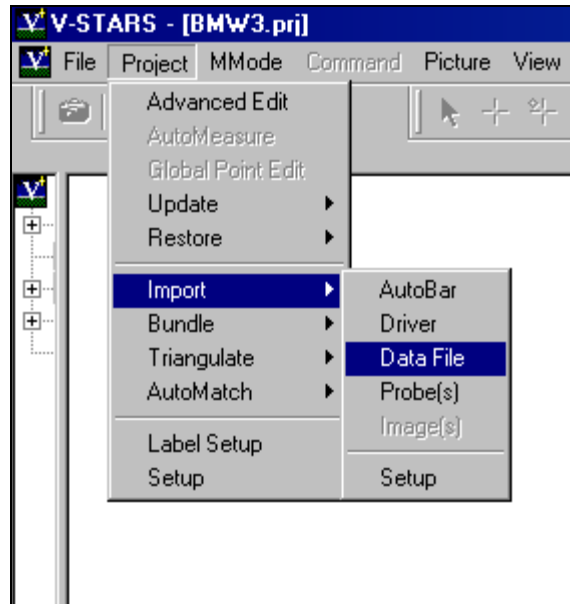 V-STARS - [BMW3.prj]
File Project MMode Command Picture View
Advanced Edit
AutoMeasure
Global Point Edit
Update
Restore
Import
Bundle
Triangulate
AutoMatch
Label Setup
Setup
AutoBar
Driver
Data File
Probe(s)
Image(s)
Setup